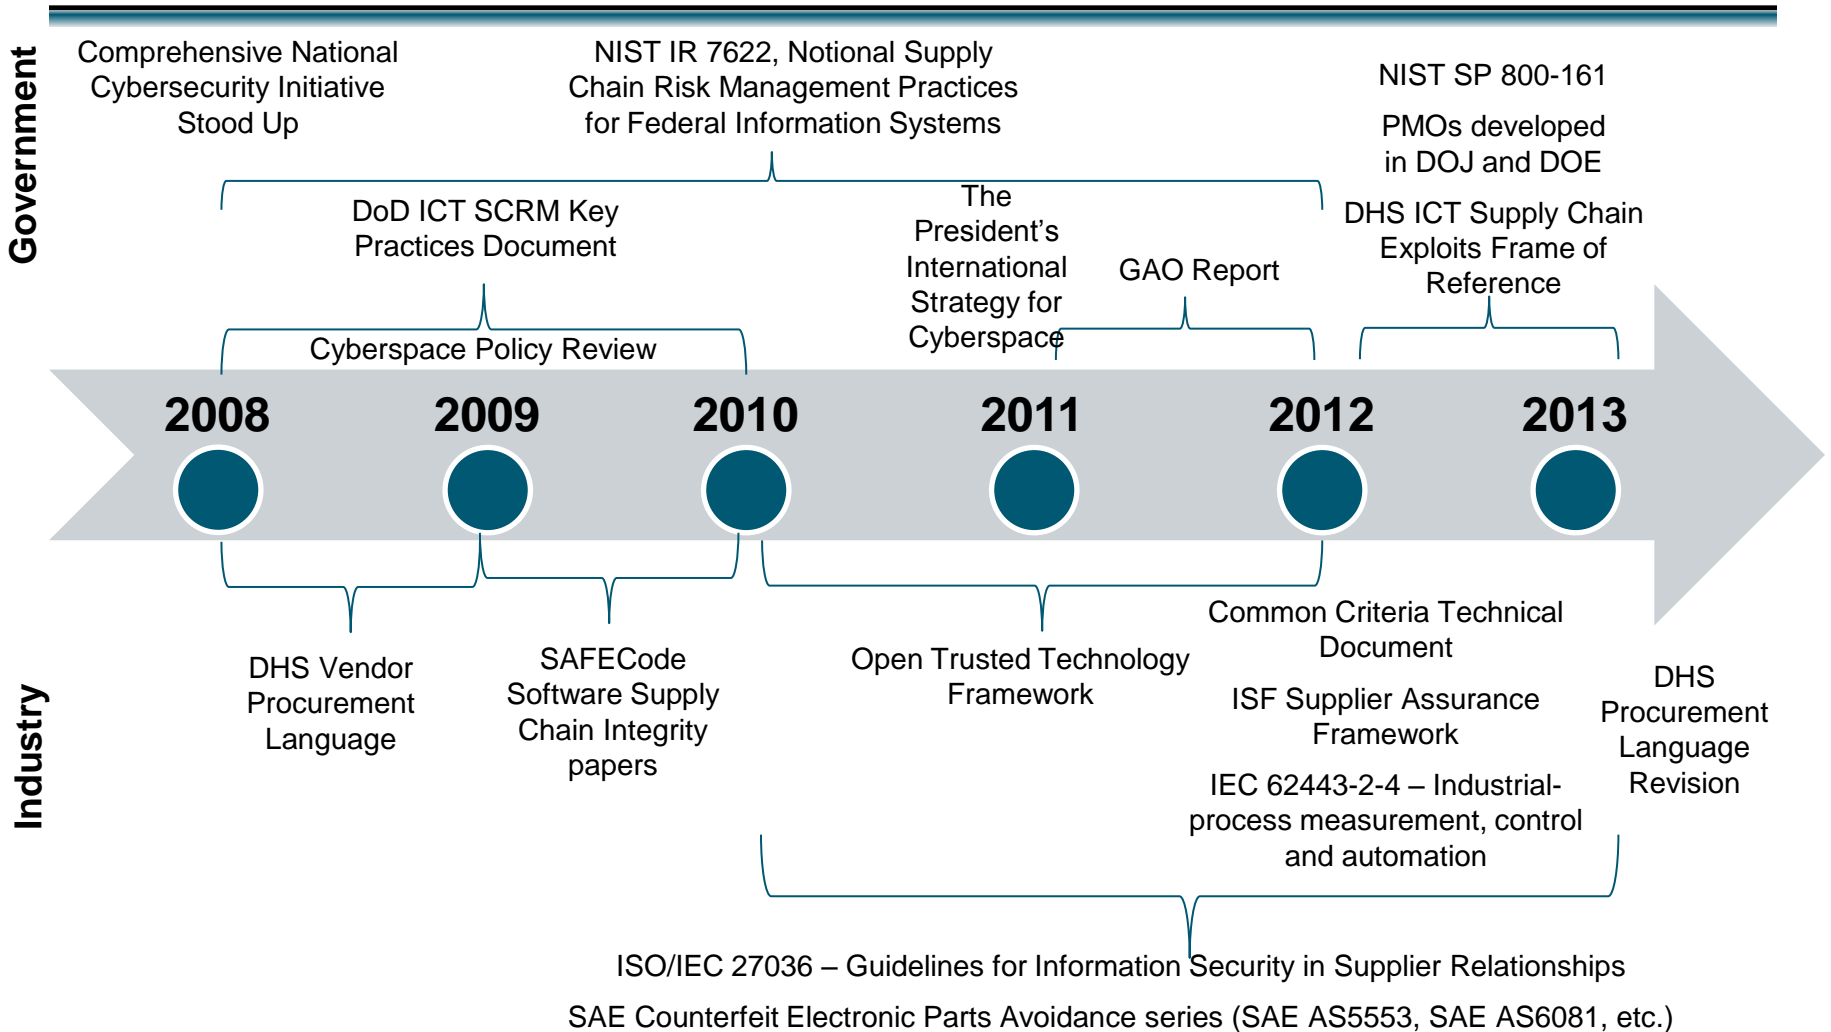 Government
Comprehensive National
Cybersecurity Initiative
Stood Up
NIST IR 7622, Notional Supply
Chain Risk Management Practices
for Federal Information Systems
NIST SP 800-161
PMOs developed
in DOJ and DOE
DHS ICT Supply Chain
Exploits Frame of
Reference
DoD ICT SCRM Key
Practices Document
The
President’s
International
Strategy for
Cyberspace
GAO Report
Cyberspace Policy Review
2008
2009
2010
2011
2012
2013
Industry
DHS Vendor
Procurement
Language
SAFECode
Software Supply
Chain Integrity
papers
Open Trusted Technology
Framework
Common Criteria Technical
Document
ISF Supplier Assurance
Framework
IEC 62443-2-4 – Industrial-
process measurement, control
and automation
DHS
Procurement
Language
Revision
ISO/IEC 27036 – Guidelines for Information Security in Supplier Relationships
SAE Counterfeit Electronic Parts Avoidance series (SAE AS5553, SAE AS6081, etc.)